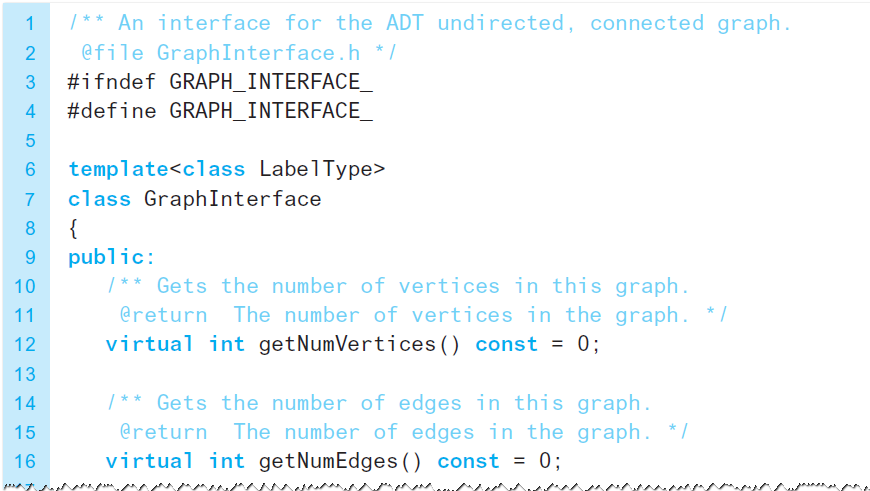 1 /** An interface for the ADT undirected, connected graph.
2 @file GraphInterface.h */
3 #ifndef GRAPH_INTERFACE_
4 #define GRAPH_INTERFACE_
5
6 template<class LabelType>
7 class GraphInterface
8 {
9 public:
10 /** Gets the number of vertices in this graph.
11 @return The number of vertices in the graph. */
12 virtual int getNumVertices() const = 0;
13
14 /** Gets the number of edges in this graph.
15 @return The number of edges in the graph. */
16 virtual int getNumEdges() const = 0;